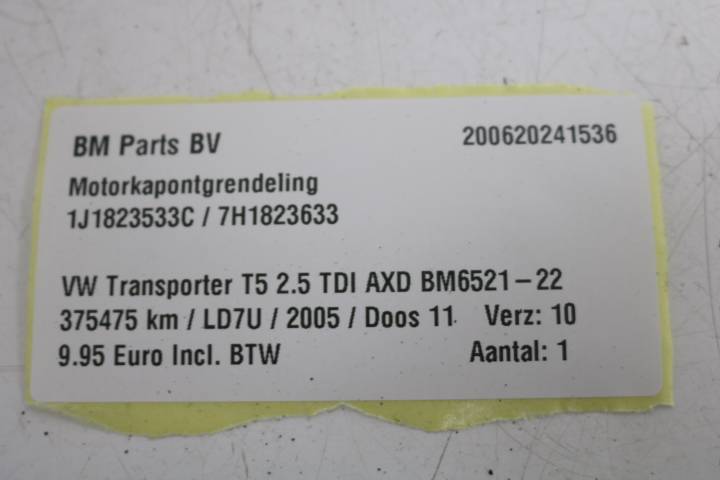 BM Parts BV 200620241536
Motorkapontgrendeling
1J1823533C / 7H1823633
VW Transporter T5 2.5 TDI AXD BM6521-22
375475 km / LD7U / 2005 / Doos 11 Verz: 10
9.95 Euro Incl. BTW Aantal: 1